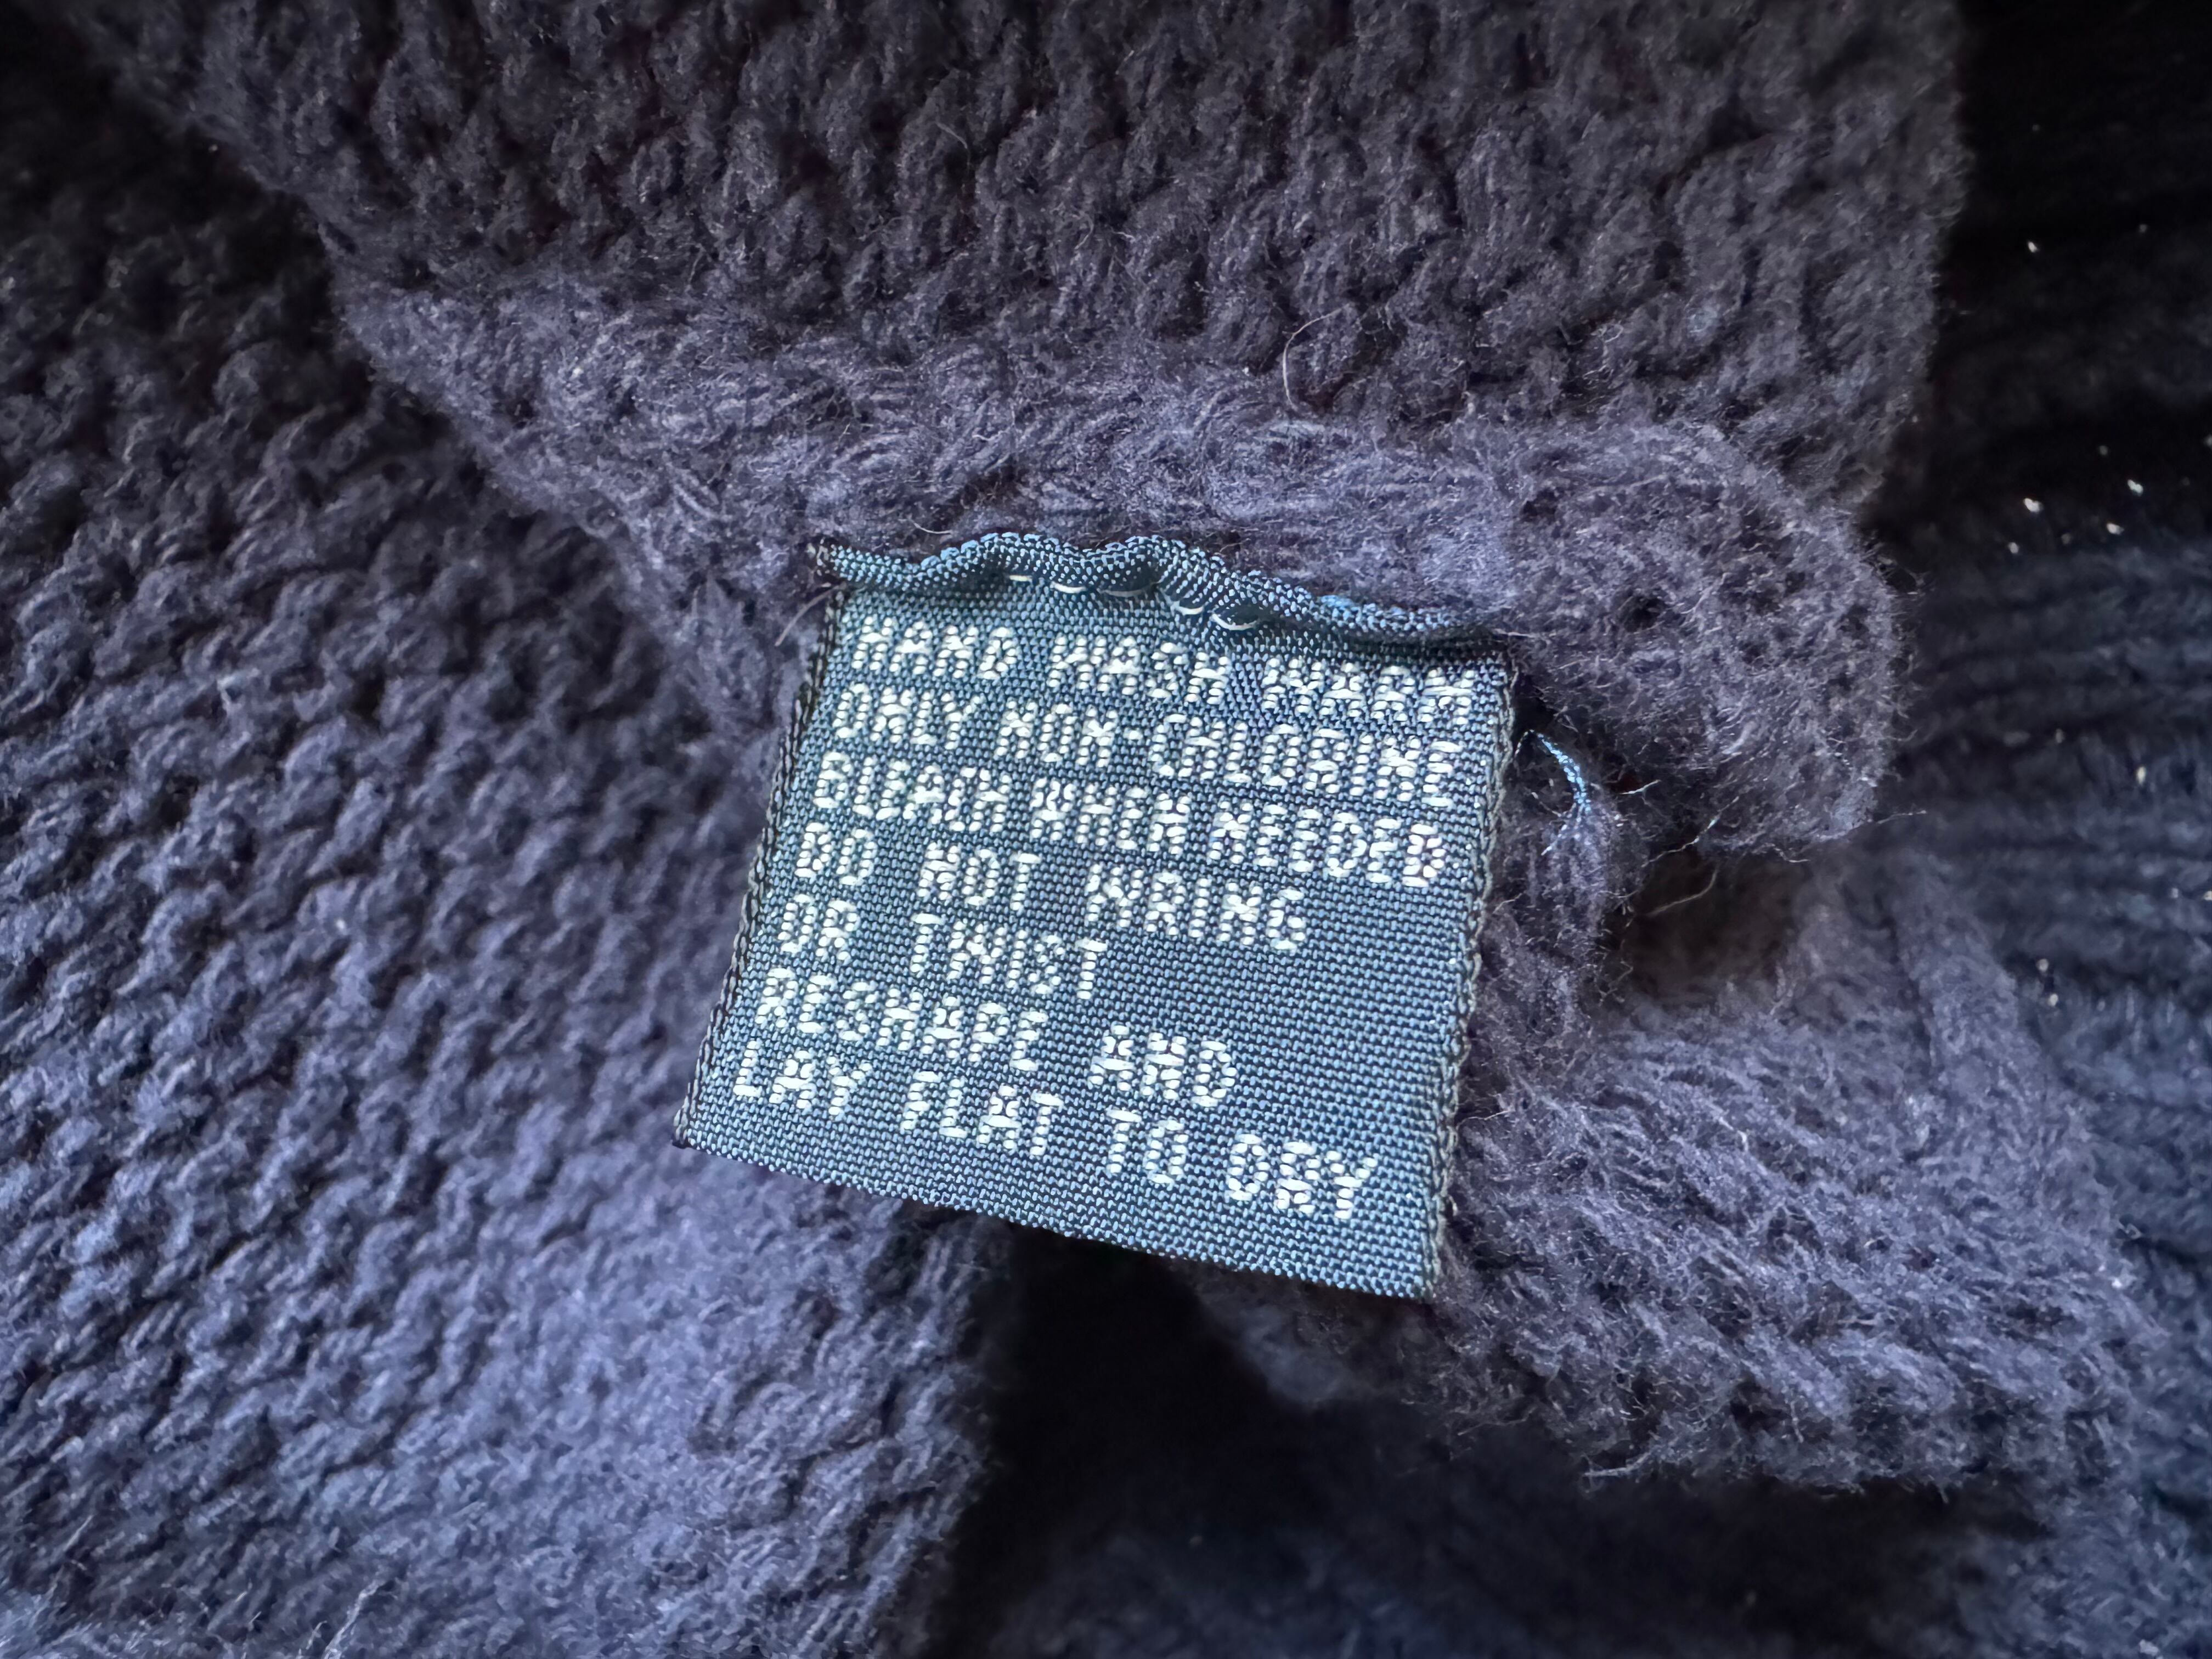 HAND WASH WARM
ONLY NON-CHLORINE
BLEACH WHEN NEEDED
DO NOT WRING
OR TWIST
RESHAPE AND
LAY FLAT TO DRY